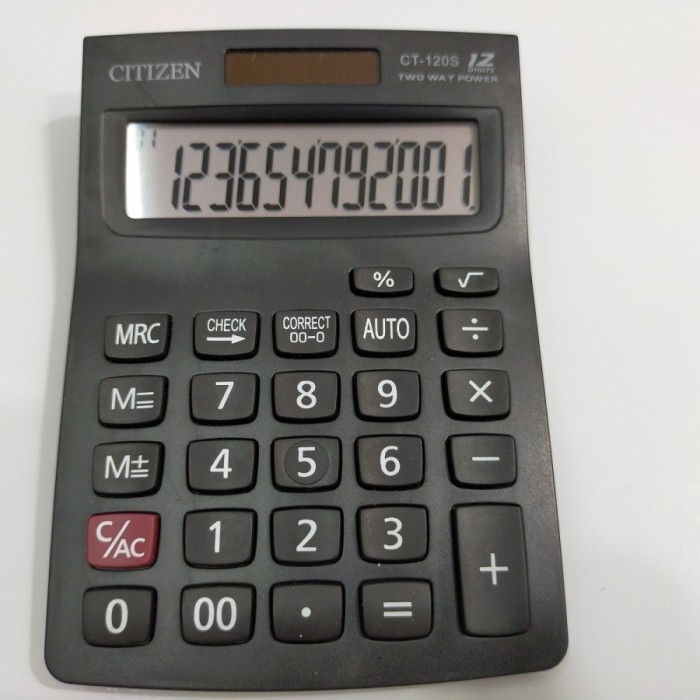 CITIZEN
CT-120S 12
DIGITS
TWO WAY POWER
01
123654792001.
% √
MRC CHECK → CORRECT 00→0 AUTO ÷
M= 7 8 9 ×
M± 4 5 6 −
C/AC 1 2 3 +
0 00 · =